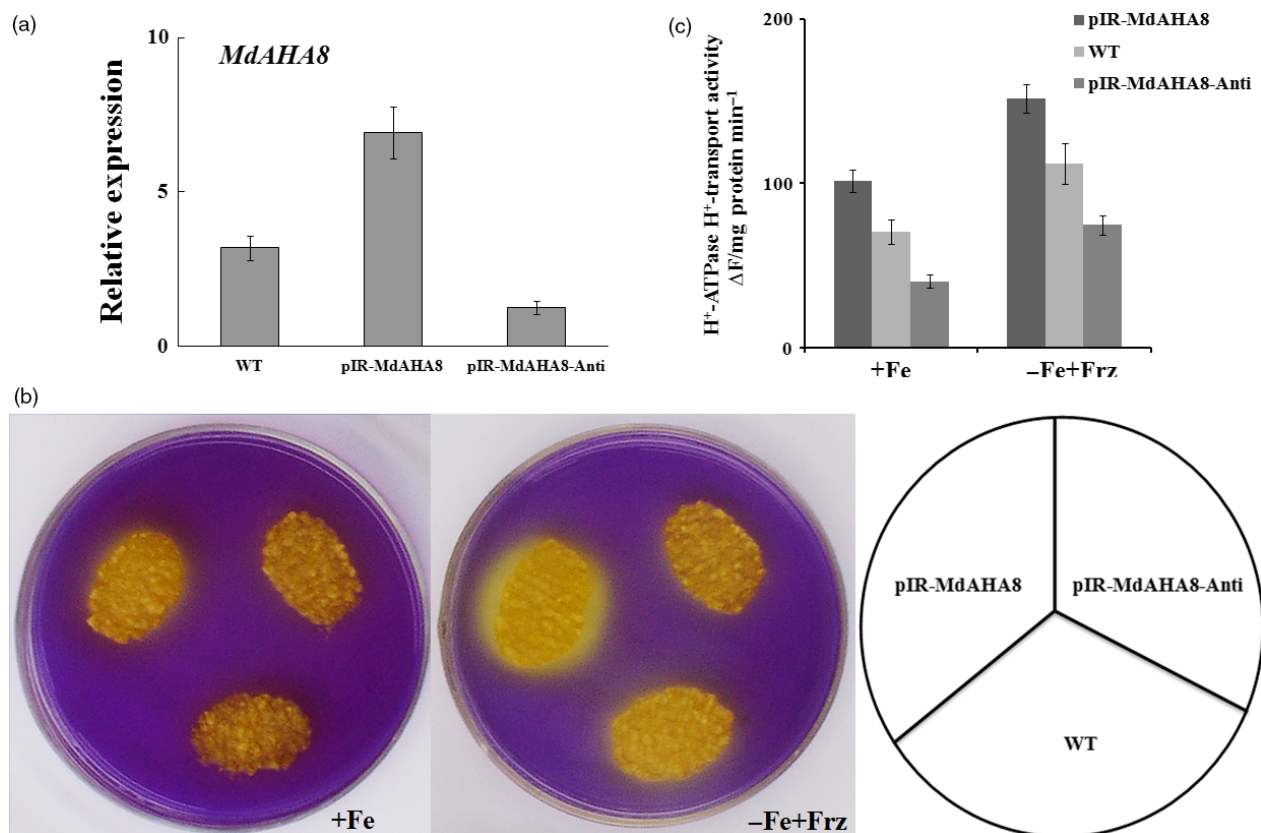 (a)
10
5
0
MdAHA8
Relative expression
WT
pIR-MdAHA8
pIR-MdAHA8-Anti
(c)
200
100
0
H⁺-ATPase H⁺-transport activity
ΔF/mg protein min⁻¹
pIR-MdAHA8
WT
pIR-MdAHA8-Anti
+Fe
–Fe+Frz
(b)
+Fe
–Fe+Frz
pIR-MdAHA8
pIR-MdAHA8-Anti
WT